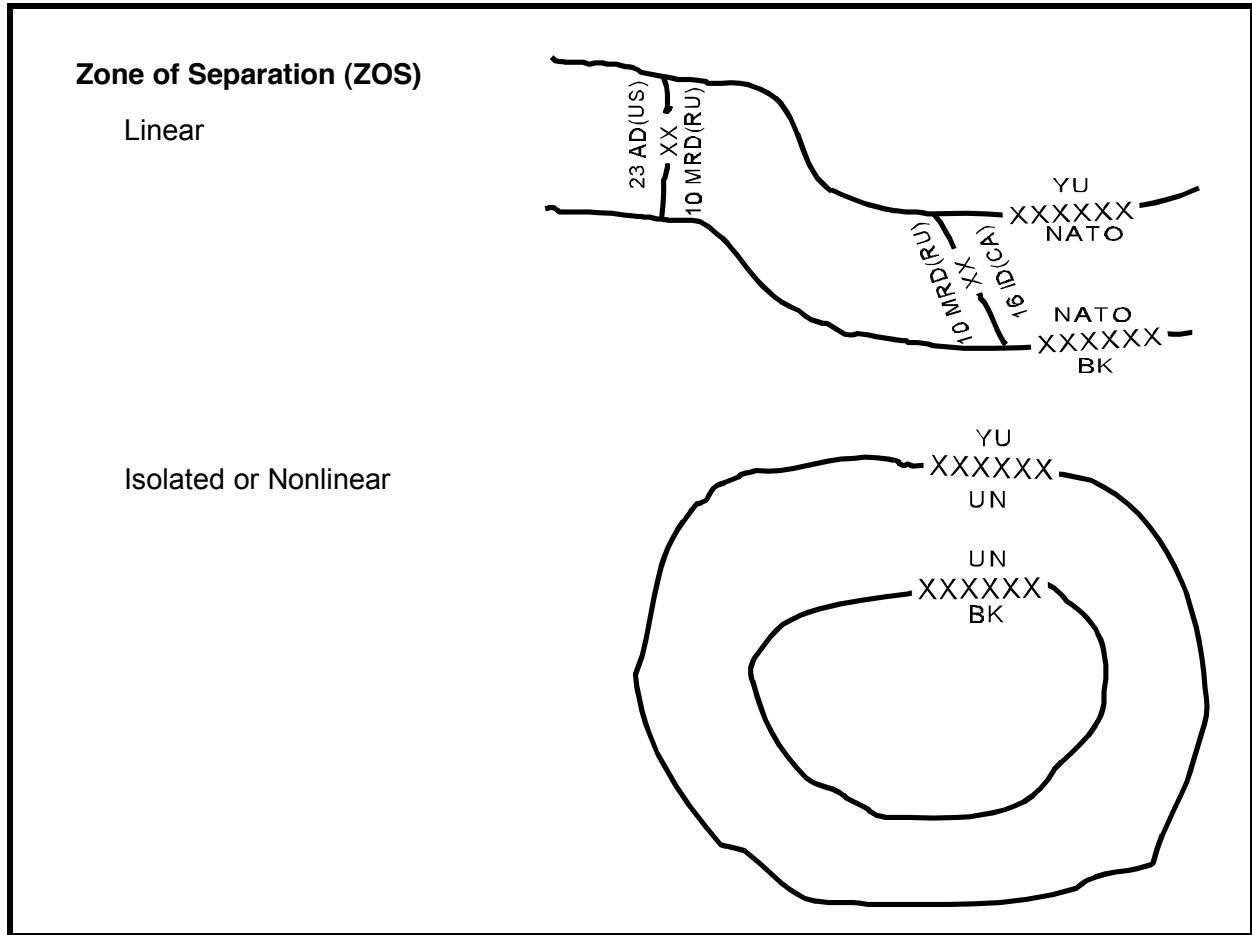 Zone of Separation (ZOS)
Linear
23 AD(US)
XX
10 MRD(RU)
YU
XXXXXX
NATO
10 MRD(RU)
XX
16 ID(CA)
NATO
XXXXXX
BK
Isolated or Nonlinear
YU
XXXXXX
UN
UN
XXXXXX
BK